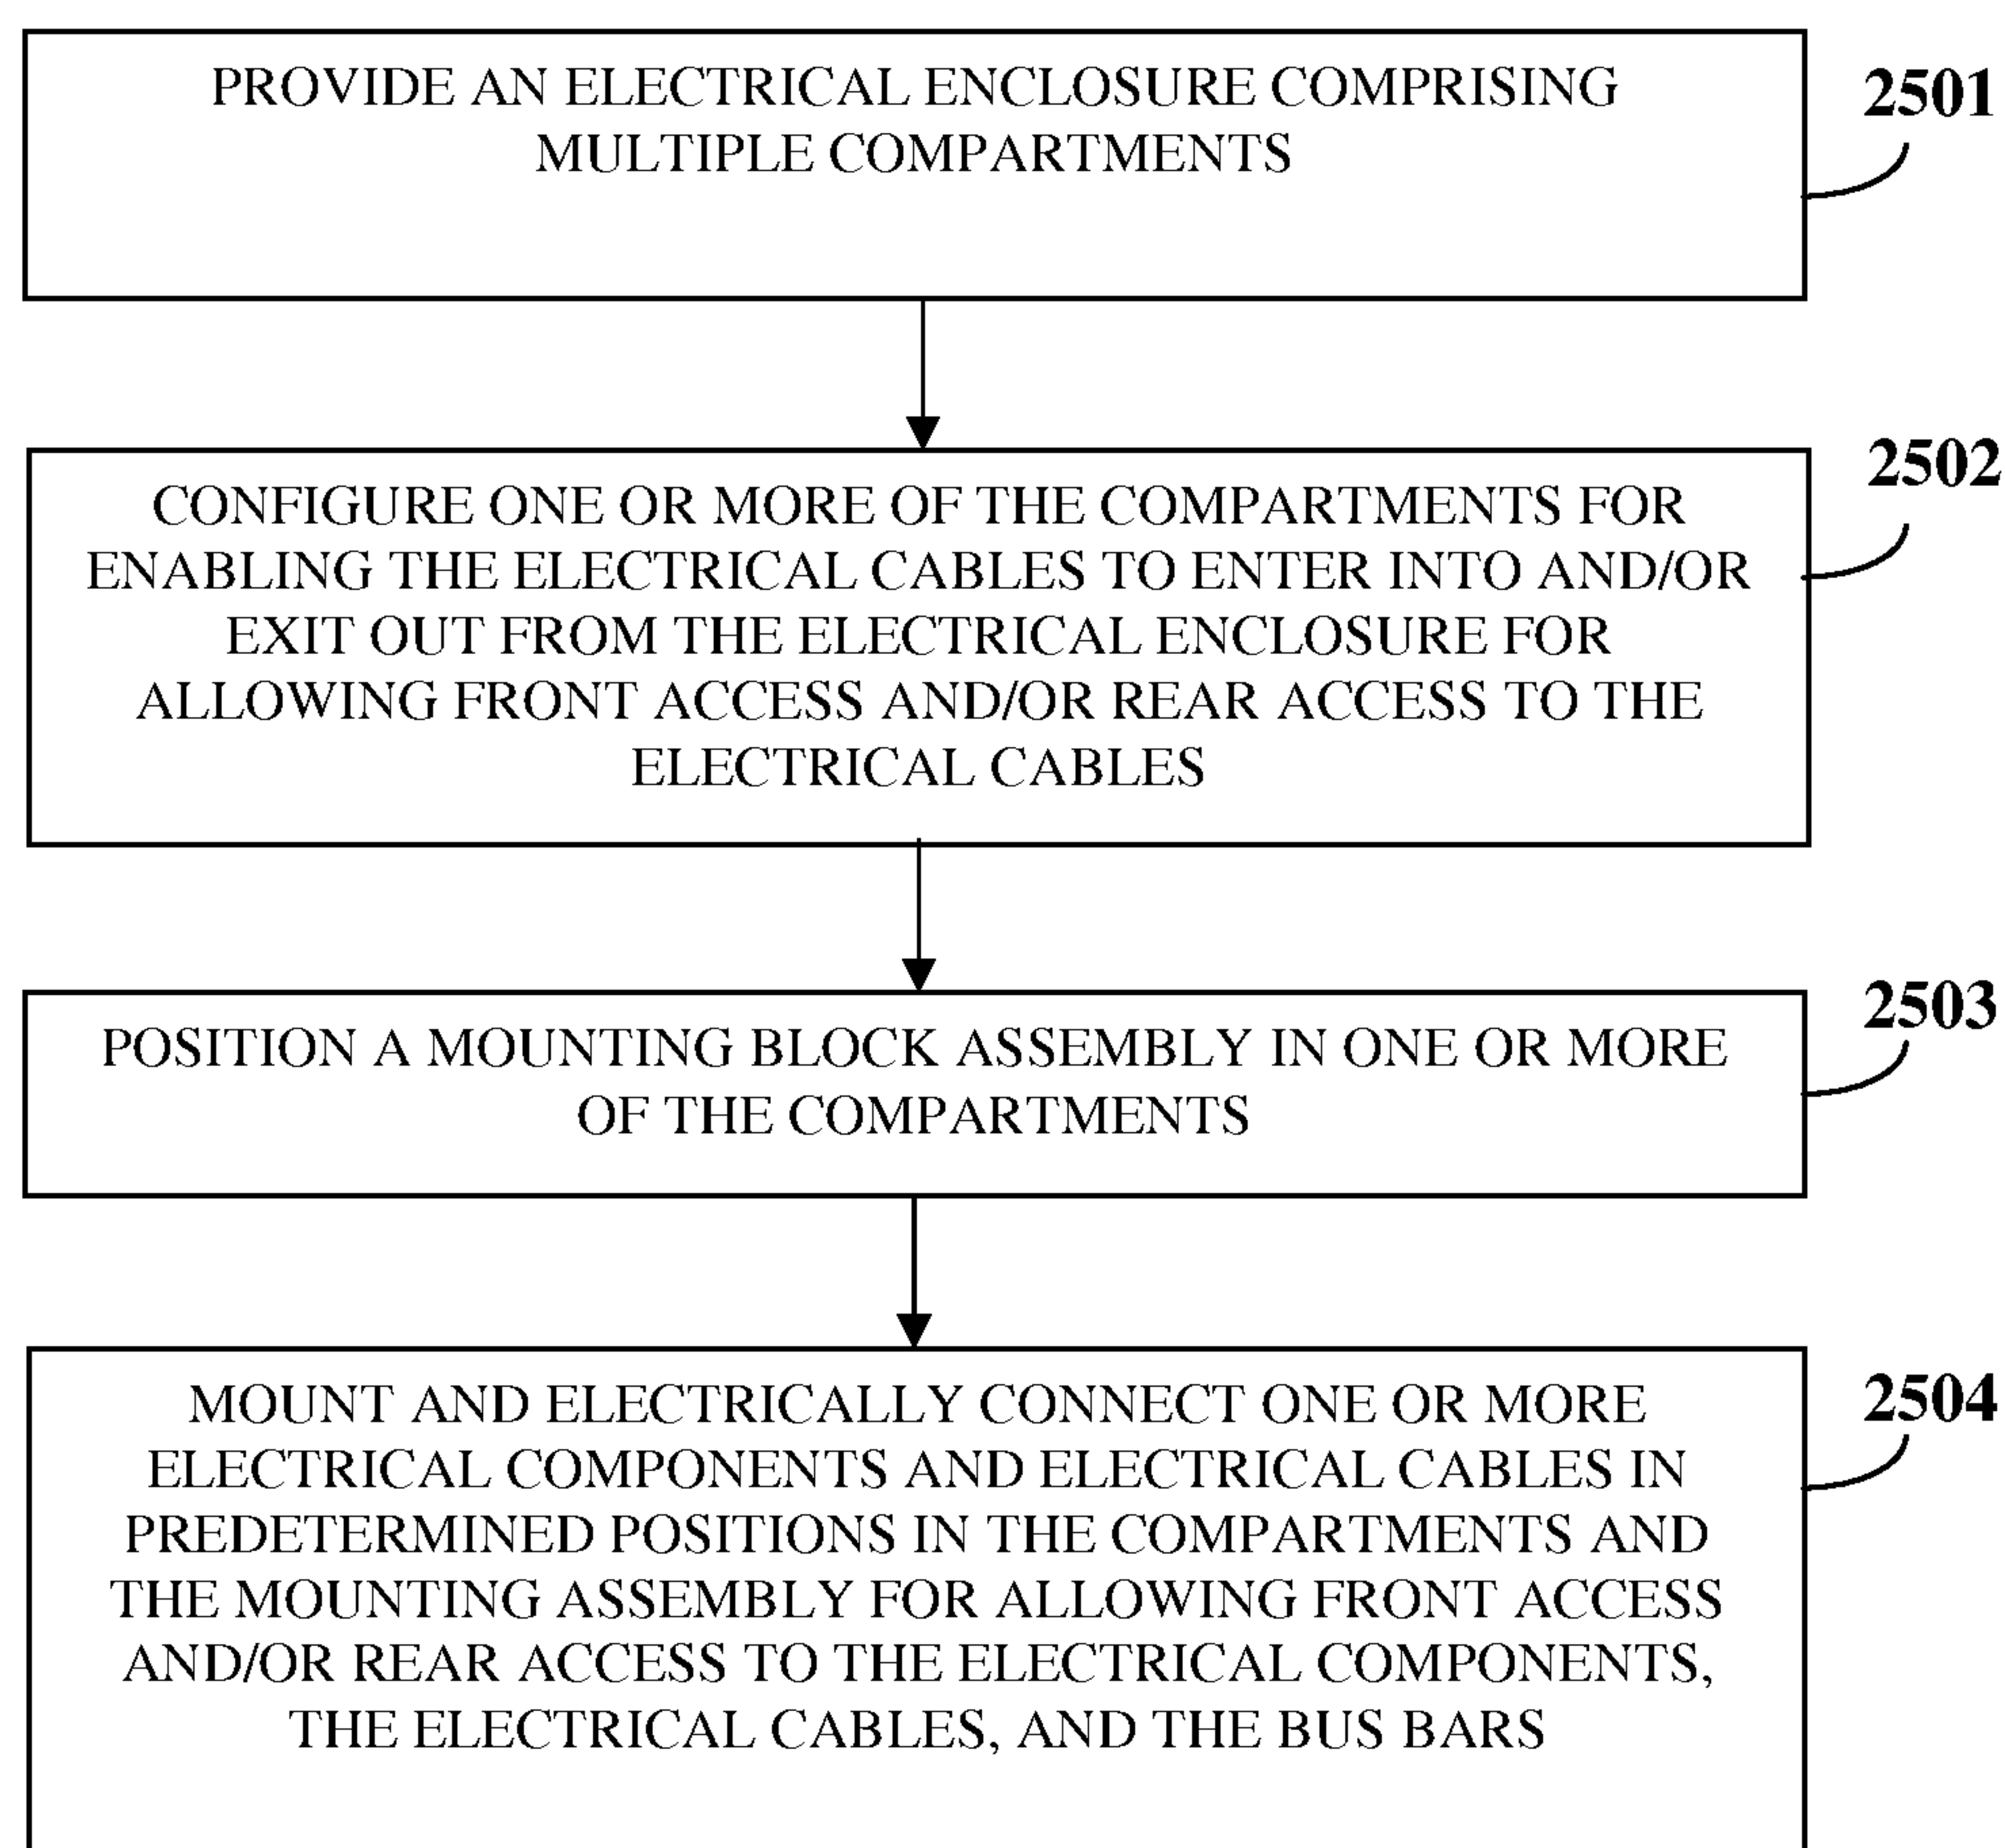 PROVIDE AN ELECTRICAL ENCLOSURE COMPRISING
MULTIPLE COMPARTMENTS
2501
CONFIGURE ONE OR MORE OF THE COMPARTMENTS FOR
ENABLING THE ELECTRICAL CABLES TO ENTER INTO AND/OR
EXIT OUT FROM THE ELECTRICAL ENCLOSURE FOR
ALLOWING FRONT ACCESS AND/OR REAR ACCESS TO THE
ELECTRICAL CABLES
2502
POSITION A MOUNTING BLOCK ASSEMBLY IN ONE OR MORE
OF THE COMPARTMENTS
2503
MOUNT AND ELECTRICALLY CONNECT ONE OR MORE
ELECTRICAL COMPONENTS AND ELECTRICAL CABLES IN
PREDETERMINED POSITIONS IN THE COMPARTMENTS AND
THE MOUNTING ASSEMBLY FOR ALLOWING FRONT ACCESS
AND/OR REAR ACCESS TO THE ELECTRICAL COMPONENTS,
THE ELECTRICAL CABLES, AND THE BUS BARS
2504